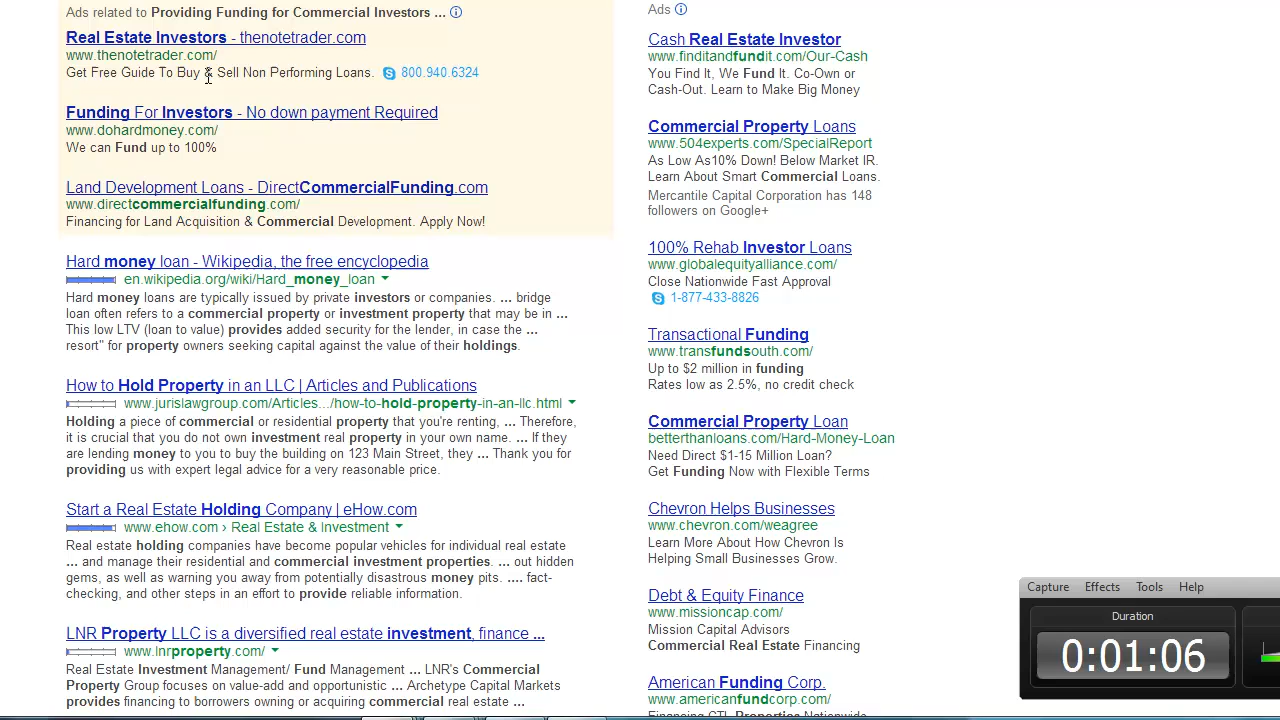 Ads related to Providing Funding for Commercial Investors ...
Real Estate Investors - thenotetrader.com
www.thenotetrader.com/
Get Free Guide To Buy & Sell Non Performing Loans. 800.940.6324
Funding For Investors - No down payment Required
www.dohardmoney.com/
We can Fund up to 100%
Land Development Loans - DirectCommercialFunding.com
www.directcommercialfunding.com/
Financing for Land Acquisition & Commercial Development. Apply Now!
Hard money loan - Wikipedia, the free encyclopedia
en.wikipedia.org/wiki/Hard_money_loan
Hard money loans are typically issued by private investors or companies. ... bridge
loan often refers to a commercial property or investment property that may be in ...
This low LTV (loan to value) provides added security for the lender, in case the ...
resort" for property owners seeking capital against the value of their holdings.
How to Hold Property in an LLC | Articles and Publications
www.jurislawgroup.com/Articles.../how-to-hold-property-in-an-llc.html
Holding a piece of commercial or residential property that you're renting, ... Therefore,
it is crucial that you do not own investment real property in your own name. ... If they
are lending money to you to buy the building on 123 Main Street, they ... Thank you for
providing us with expert legal advice for a very reasonable price.
Start a Real Estate Holding Company | eHow.com
www.ehow.com › Real Estate & Investment
Real estate holding companies have become popular vehicles for individual real estate
... and manage their residential and commercial investment properties. ... out hidden
gems, as well as warning you away from potentially disastrous money pits. .... fact-
checking, and other steps in an effort to provide reliable information.
LNR Property LLC is a diversified real estate investment, finance ...
www.lnrproperty.com/
Real Estate Investment Management/ Fund Management ... LNR's Commercial
Property Group focuses on value-add and opportunistic ... Archetype Capital Markets
provides financing to borrowers owning or acquiring commercial real estate ...
Ads
Cash Real Estate Investor
www.finditandfundit.com/Our-Cash
You Find It, We Fund It. Co-Own or
Cash-Out. Learn to Make Big Money
Commercial Property Loans
www.504experts.com/SpecialReport
As Low As10% Down! Below Market IR.
Learn About Smart Commercial Loans.
Mercantile Capital Corporation has 148
followers on Google+
100% Rehab Investor Loans
www.globalequityalliance.com/
Close Nationwide Fast Approval
1-877-433-8826
Transactional Funding
www.transfundsouth.com/
Up to $2 million in funding
Rates low as 2.5%, no credit check
Commercial Property Loan
betterthanloans.com/Hard-Money-Loan
Need Direct $1-15 Million Loan?
Get Funding Now with Flexible Terms
Chevron Helps Businesses
www.chevron.com/weagree
Learn More About How Chevron Is
Helping Small Businesses Grow.
Debt & Equity Finance
www.missioncap.com/
Mission Capital Advisors
Commercial Real Estate Financing
American Funding Corp.
www.americanfundcorp.com/
Financing CTL Properties Nationwide
Capture Effects Tools Help
Duration
0:01:06